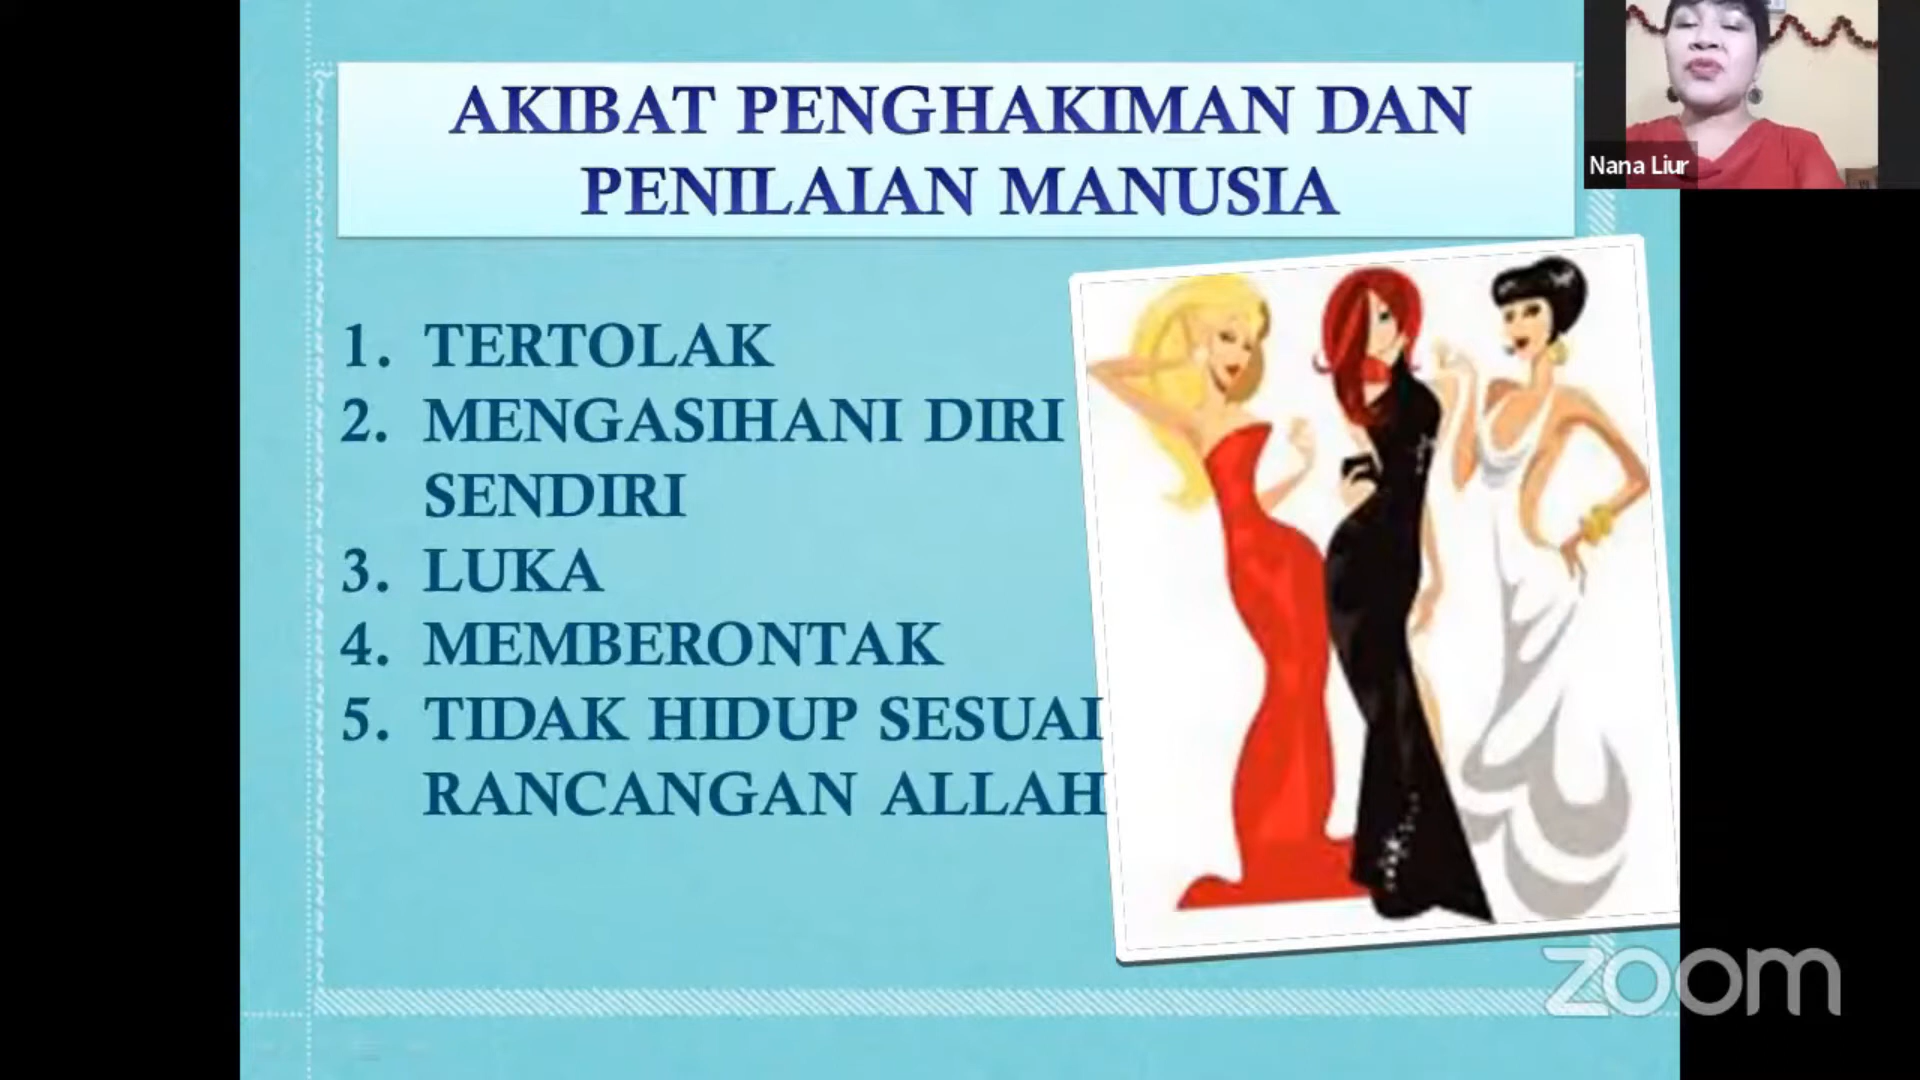 AKIBAT PENGHAKIMAN DAN
PENILAIAN MANUSIA
Nana Liur
1. TERTOLAK
2. MENGASIHANI DIRI
SENDIRI
3. LUKA
4. MEMBERONTAK
5. TIDAK HIDUP SESUAI
RANCANGAN ALLAH
zoom